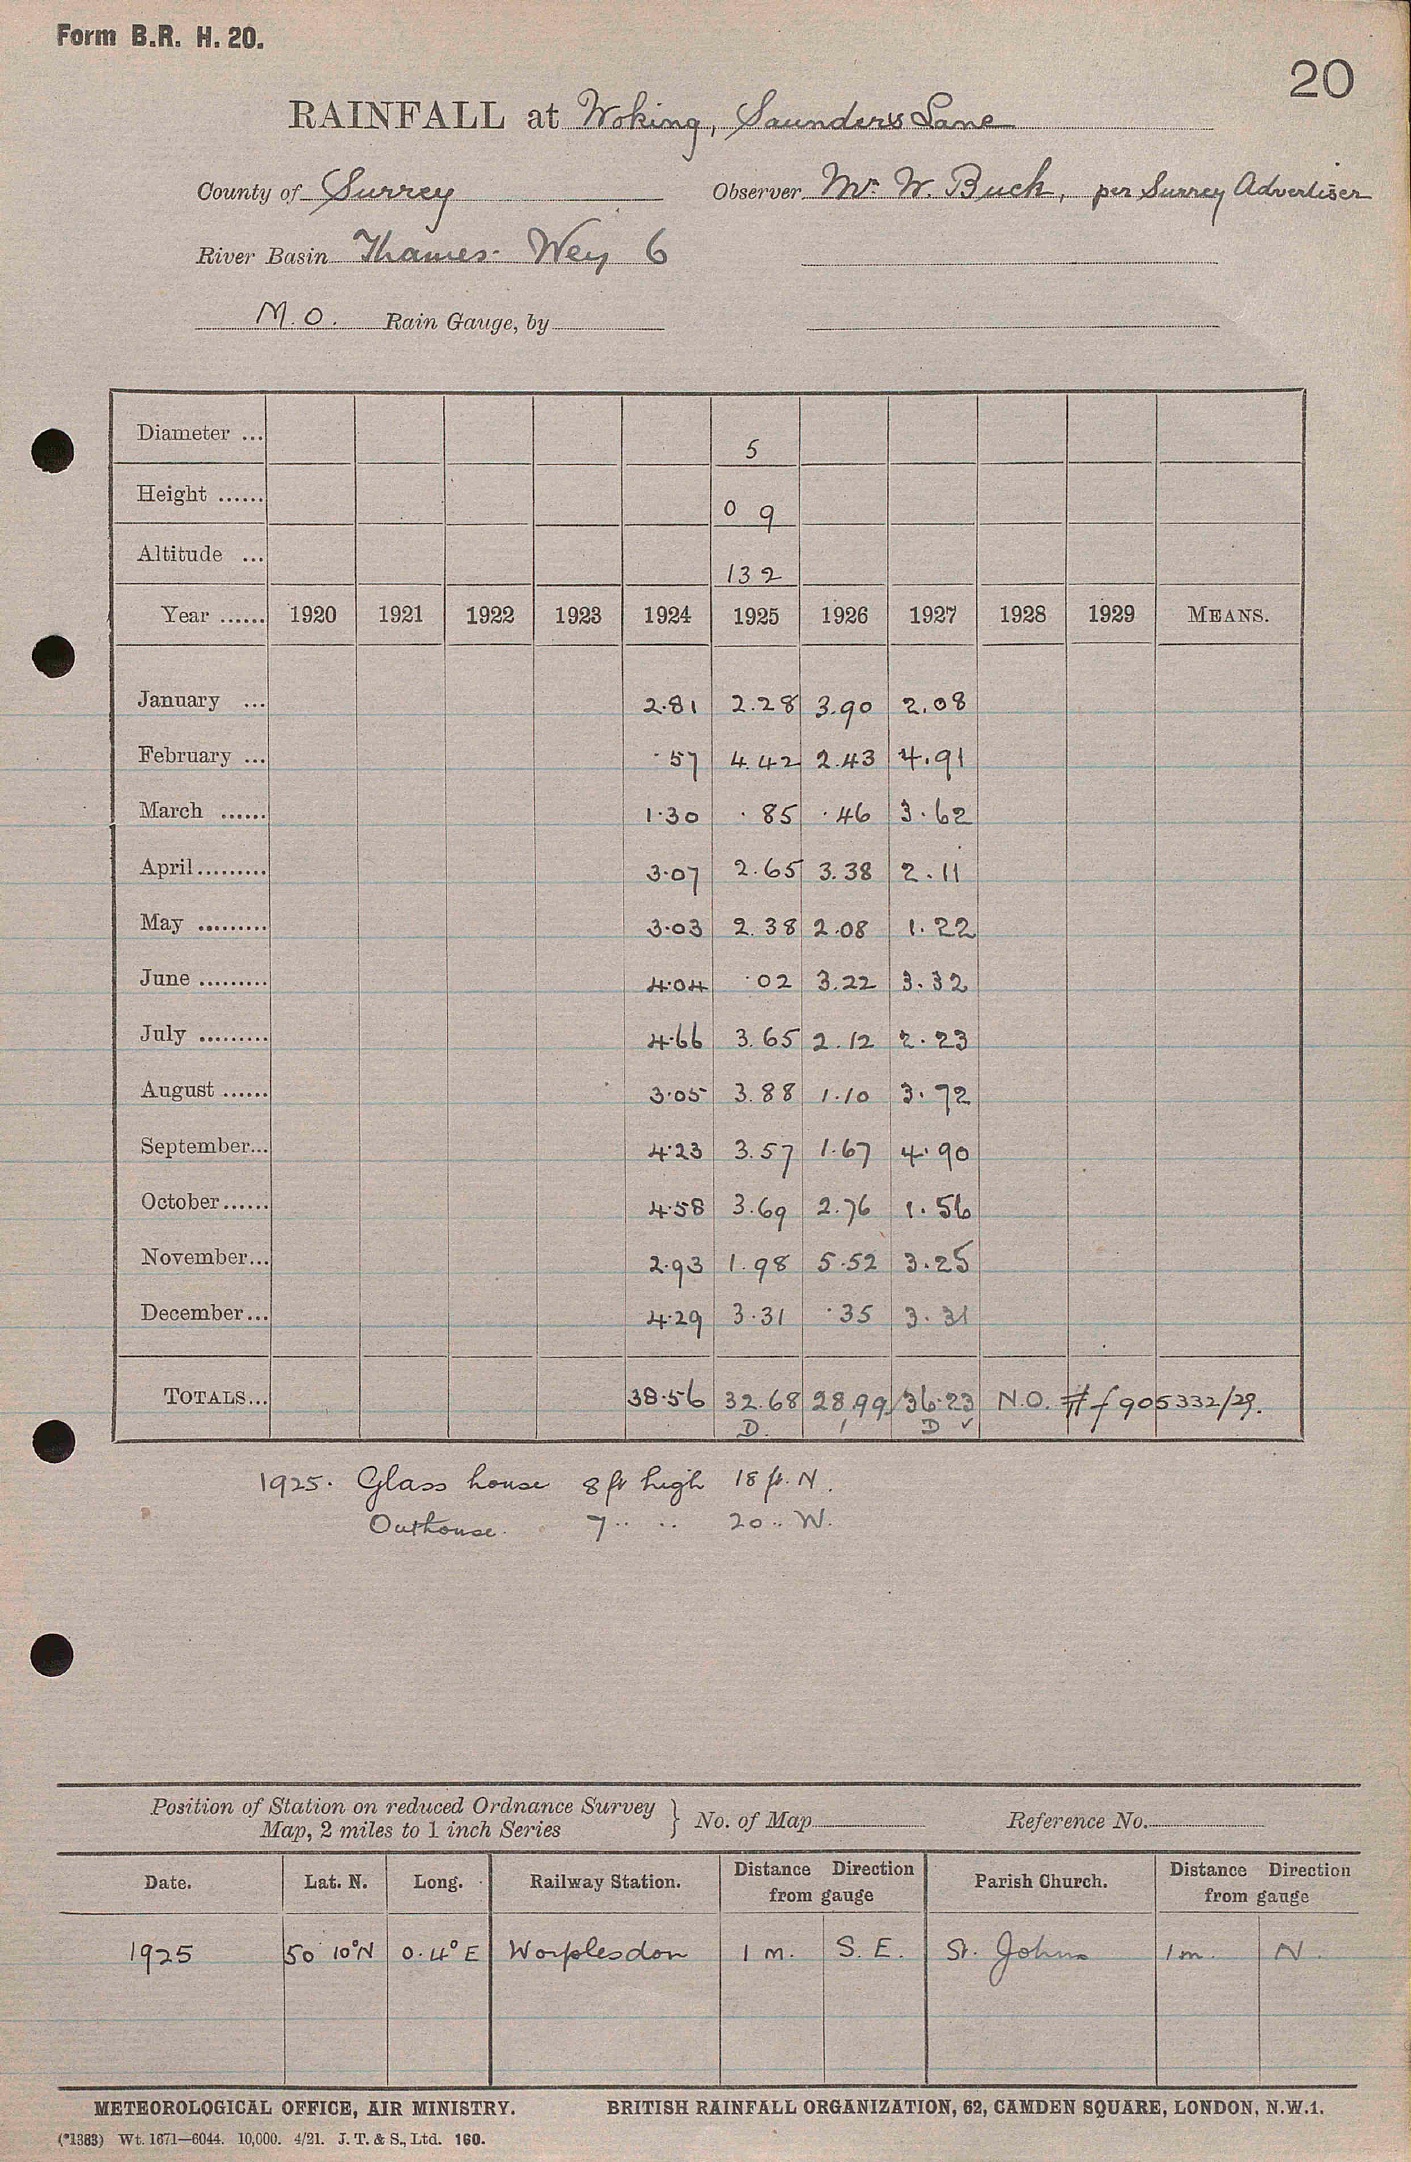 Form B.R. H. 20.
20
RAINFALL at Woking, Saunders Lane
County of Surrey Observer Mr. W. Buck, per Surrey Advertiser
River Basin Thames- Wey 6
M.O. Rain Gauge, by
Diameter ... 5
Height ...... 0 9
Altitude ... 132
Year ...... 1920 1921 1922 1923 1924 1925 1926 1927 1928 1929 MEANS.
January ... 2.81 2.28 3.90 2.08
February ... .57 4.42 2.43 4.91
March ...... 1.30 .85 .46 3.62
April ......... 3.07 2.65 3.38 2.11
May ......... 3.03 2.38 2.08 1.22
June ......... 4.04 .02 3.22 3.32
July ......... 4.66 3.65 2.12 2.23
August ...... 3.05 3.88 1.10 3.72
September... 4.23 3.57 1.67 4.90
October...... 4.58 3.69 2.76 1.56
November... 2.93 1.98 5.52 3.25
December... 4.29 3.31 .35 3.31
TOTALS... 38.56 32.68 28.99 36.23 N.O. 905332/29.
D. D ✓
1925. Glass house 8 ft high 18 ft. N.
Outhouse. 7 .. .. 20 .. W.
Position of Station on reduced Ordnance Survey
Map, 2 miles to 1 inch Series } No. of Map Reference No.
Date. Lat. N. Long. Railway Station. Distance Direction from gauge Parish Church. Distance Direction from gauge
1925 50 10°N 0.4° E Worplesdon 1 m. S. E. St. Johns 1 m. N.
METEOROLOGICAL OFFICE, AIR MINISTRY. BRITISH RAINFALL ORGANIZATION, 62, CAMDEN SQUARE, LONDON, N.W.1.
(*1383) Wt. 1671—6044. 10,000. 4/21. J. T. & S., Ltd. 160.